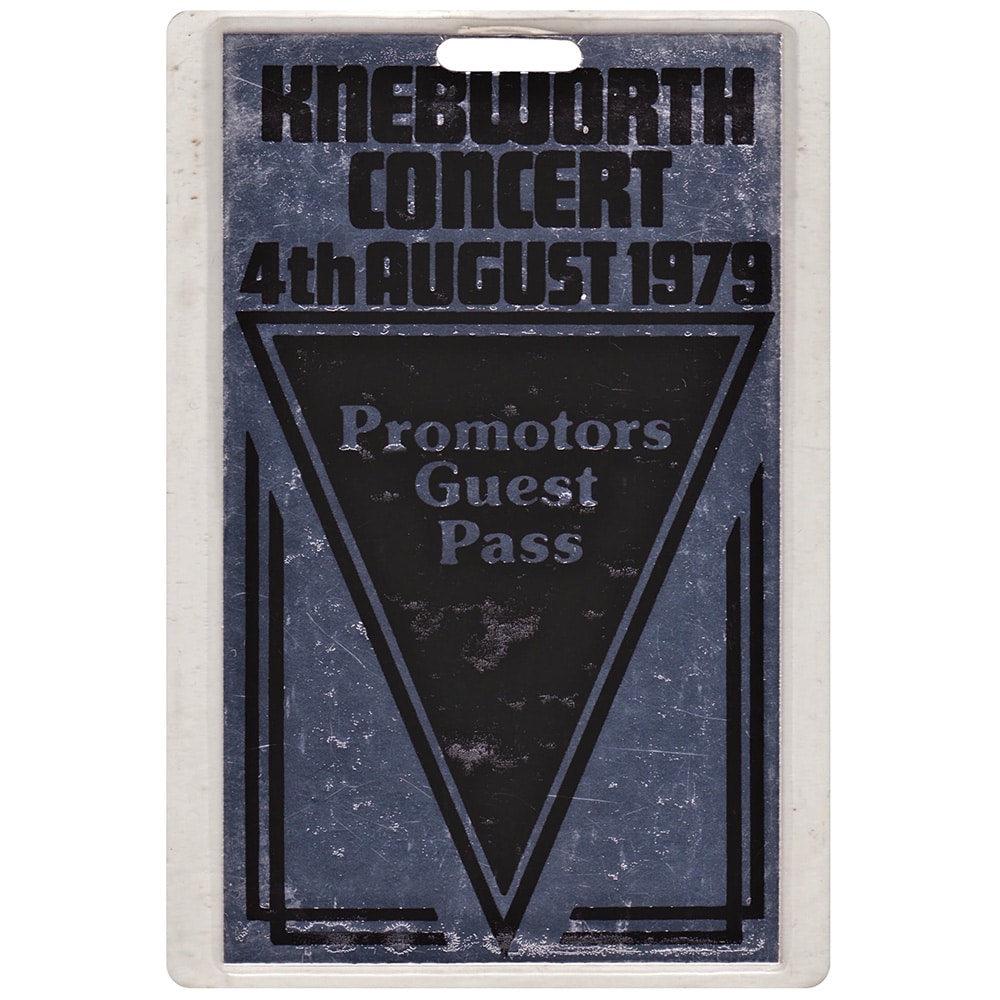 KNEBWORTH
CONCERT
4th AUGUST 1979
Promotors
Guest
Pass